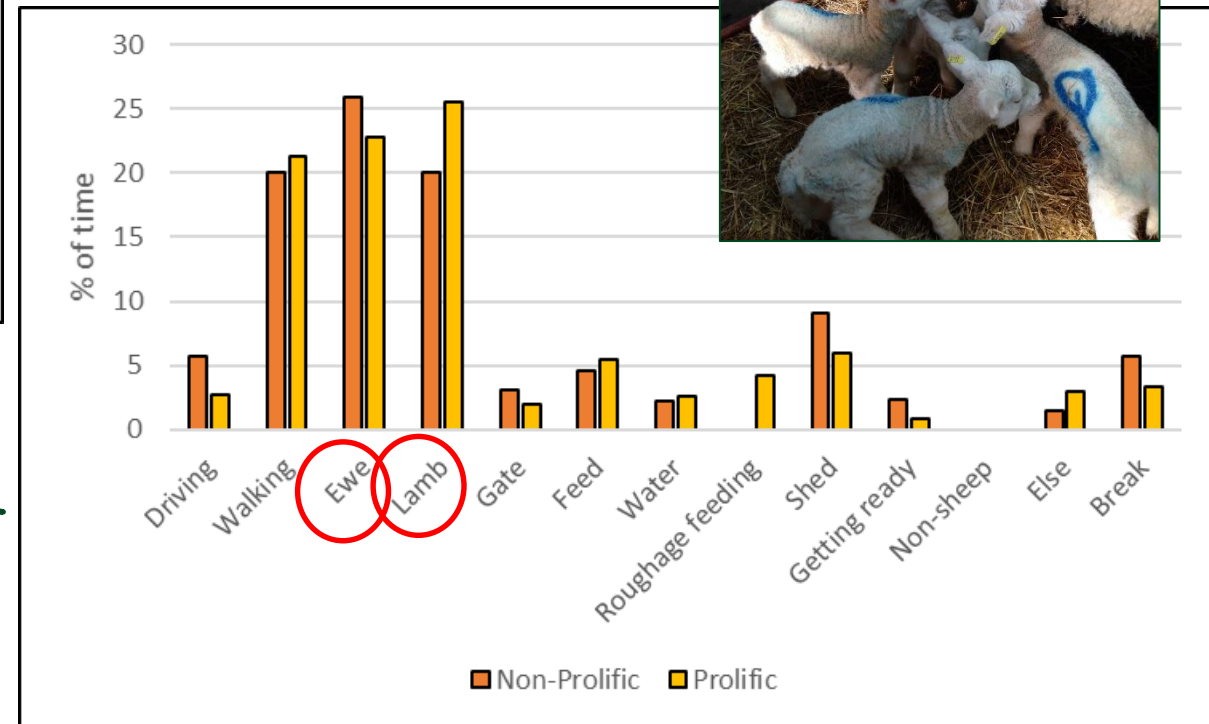 30
25
20
15
10
5
0
% of time
Driving
Walking
Ewe
Lamb
Gate
Feed
Water
Roughage feeding
Shed
Getting ready
Non-sheep
Else
Break
Non-Prolific
Prolific